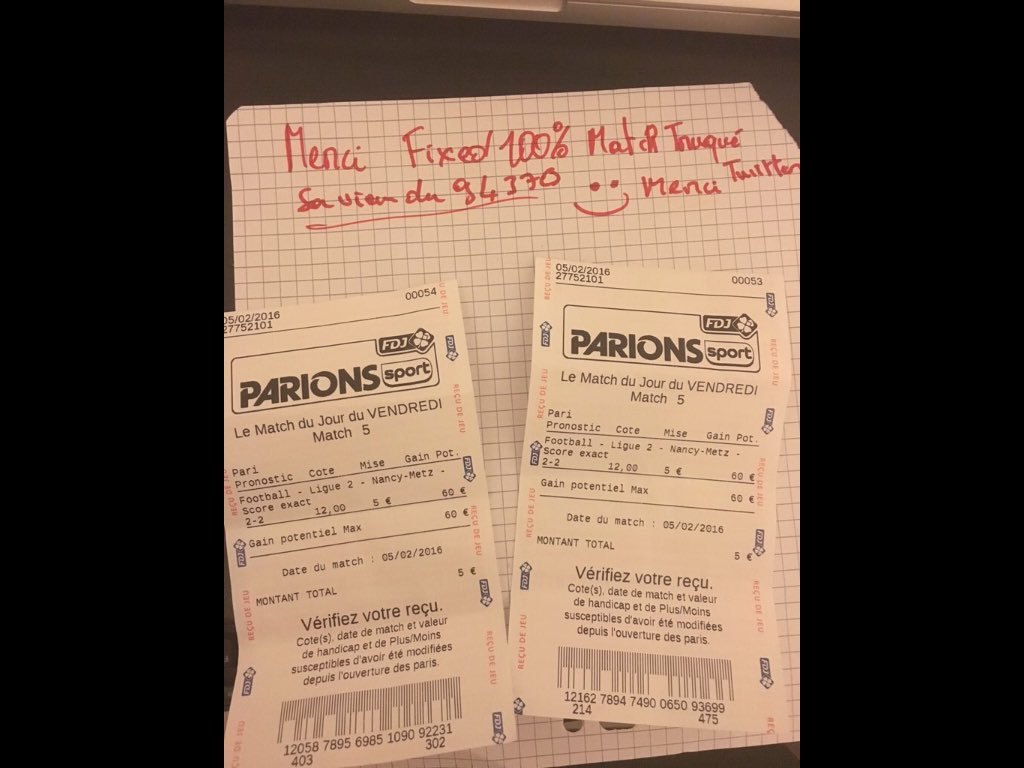 Merci Fixed 100% Match Truqué
Sa vien du 94370 Merci Twitter
05/02/2016
27752101
00054
FDJ
PARIONS sport
Le Match du Jour du VENDREDI
Match 5
Pari
Pronostic Cote Mise Gain Pot.
Football - Ligue 2 - Nancy-Metz -
Score exact
2-2 12,00 5 € 60 €
Gain potentiel Max 60 €
Date du match : 05/02/2016
MONTANT TOTAL 5 €
Vérifiez votre reçu.
Cote(s), date de match et valeur
de handicap et de Plus/Moins
susceptibles d'avoir été modifiées
depuis l'ouverture des paris.
12058 7895 6985 1090 92231
403 302
REÇU DE JEU
05/02/2016
27752101
00053
FDJ
PARIONS sport
Le Match du Jour du VENDREDI
Match 5
Pari
Pronostic Cote Mise Gain Pot.
Football - Ligue 2 - Nancy-Metz -
Score exact
2-2 12,00 5 € 60 €
Gain potentiel Max 60 €
Date du match : 05/02/2016
MONTANT TOTAL 5 €
Vérifiez votre reçu.
Cote(s), date de match et valeur
de handicap et de Plus/Moins
susceptibles d'avoir été modifiées
depuis l'ouverture des paris.
12162 7894 7490 0650 93699
214 475
REÇU DE JEU